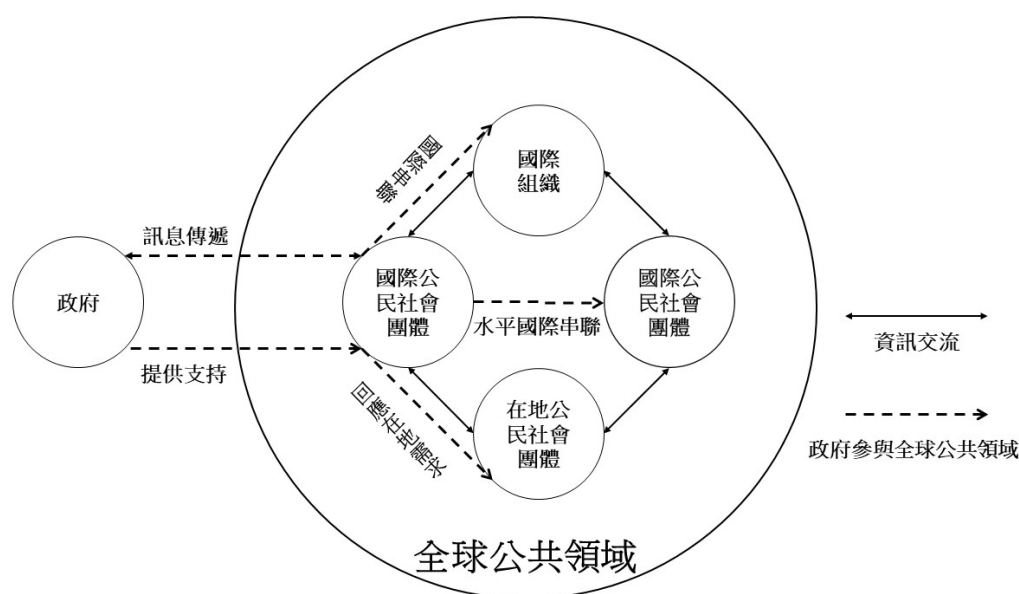 國際
組織
國際串聯
訊息傳遞
政府
國際公
民社會
團體
水平國際串聯
國際公
民社會
團體
提供支持
回應在地需求
在地公
民社會
團體
資訊交流
政府參與全球公共領域
全球公共領域